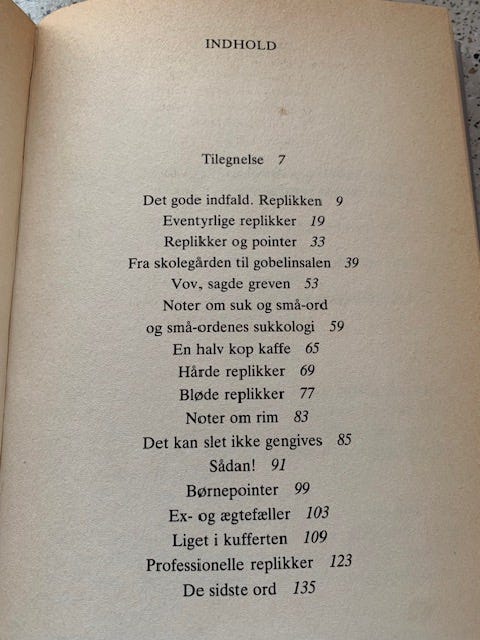 INDHOLD
Tilegnelse 7
Det gode indfald. Replikken 9
Eventyrlige replikker 19
Replikker og pointer 33
Fra skolegården til gobelinsalen 39
Vov, sagde greven 53
Noter om suk og små-ord
og små-ordenes sukkologi 59
En halv kop kaffe 65
Hårde replikker 69
Bløde replikker 77
Noter om rim 83
Det kan slet ikke gengives 85
Sådan! 91
Børnepointer 99
Ex- og ægtefæller 103
Liget i kufferten 109
Professionelle replikker 123
De sidste ord 135